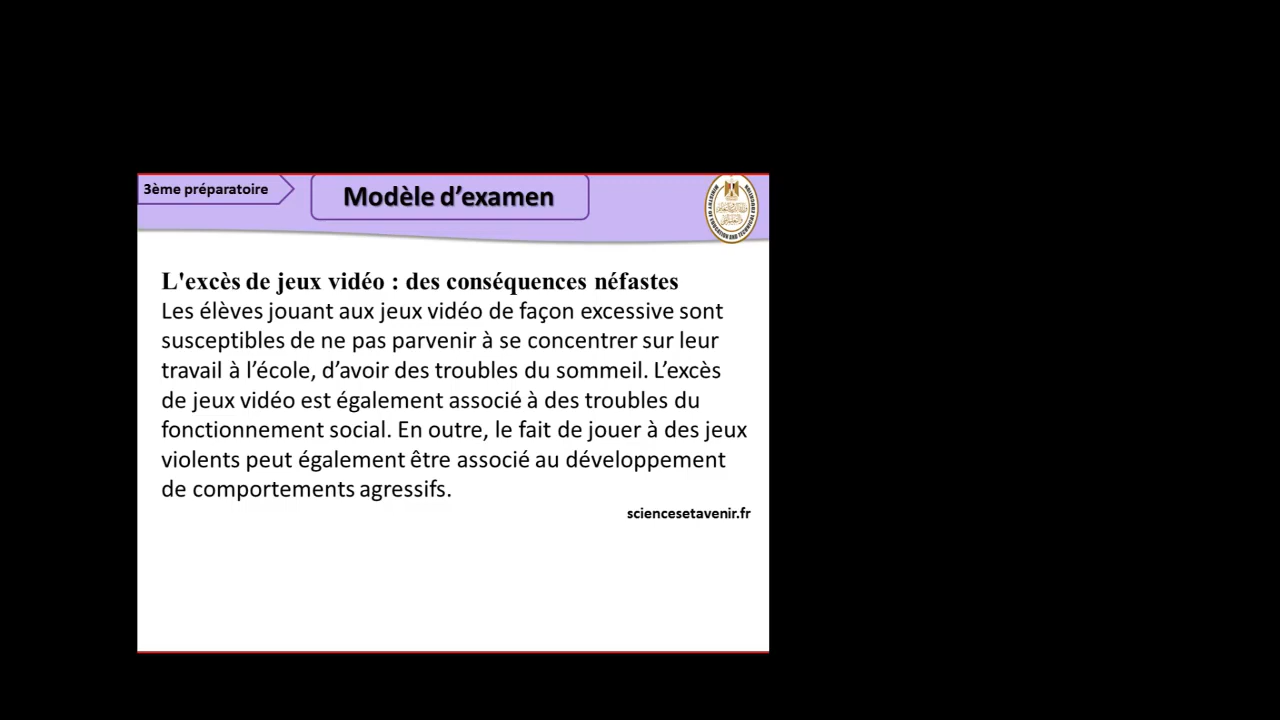 3ème préparatoire
Modèle d’examen
L'excès de jeux vidéo : des conséquences néfastes
Les élèves jouant aux jeux vidéo de façon excessive sont
susceptibles de ne pas parvenir à se concentrer sur leur
travail à l’école, d’avoir des troubles du sommeil. L’excès
de jeux vidéo est également associé à des troubles du
fonctionnement social. En outre, le fait de jouer à des jeux
violents peut également être associé au développement
de comportements agressifs.
sciencesetavenir.fr